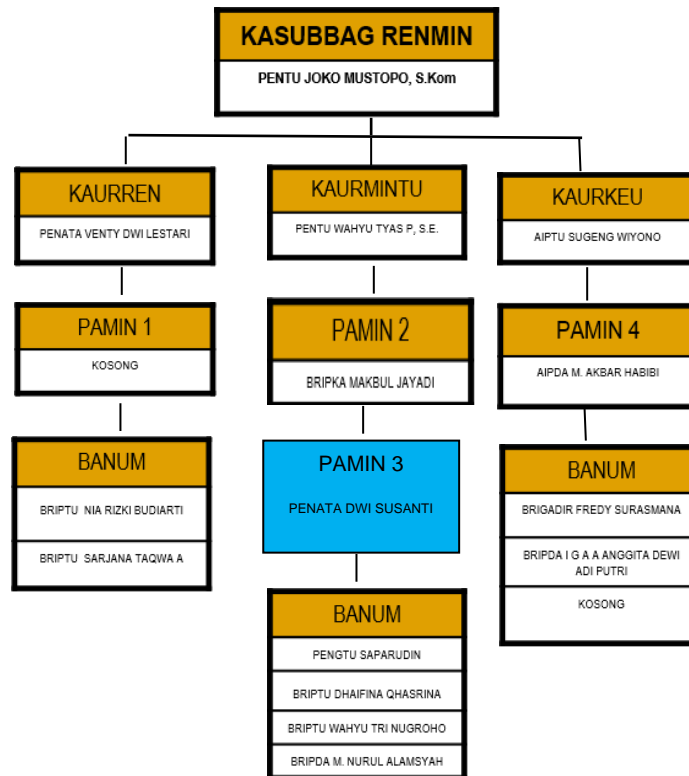 KASUBBAG RENMIN
PENTU JOKO MUSTOPO, S.Kom
KAURREN
PENATA VENTY DWI LESTARI
KAURMINTU
PENTU WAHYU TYAS P, S.E.
KAURKEU
AIPTU SUGENG WIYONO
PAMIN 1
KOSONG
PAMIN 2
BRIPKA MAKBUL JAYADI
PAMIN 4
AIPDA M. AKBAR HABIBI
BANUM
BRIPTU NIA RIZKI BUDIARTI
BRIPTU SARJANA TAQWA A
PAMIN 3
PENATA DWI SUSANTI
BANUM
BRIGADIR FREDY SURASMANA
BRIPDA I G A A ANGGITA DEWI
ADI PUTRI
KOSONG
BANUM
PENGTU SAPARUDIN
BRIPTU DHAIFINA QHASRINA
BRIPTU WAHYU TRI NUGROHO
BRIPDA M. NURUL ALAMSYAH